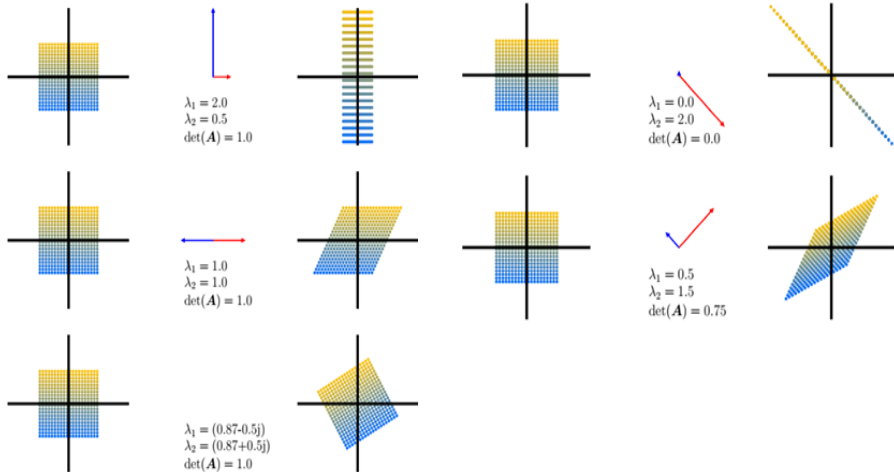 λ₁ = 2.0
λ₂ = 0.5
det(A) = 1.0
λ₁ = 0.0
λ₂ = 2.0
det(A) = 0.0
λ₁ = 1.0
λ₂ = 1.0
det(A) = 1.0
λ₁ = 0.5
λ₂ = 1.5
det(A) = 0.75
λ₁ = (0.87-0.5j)
λ₂ = (0.87+0.5j)
det(A) = 1.0